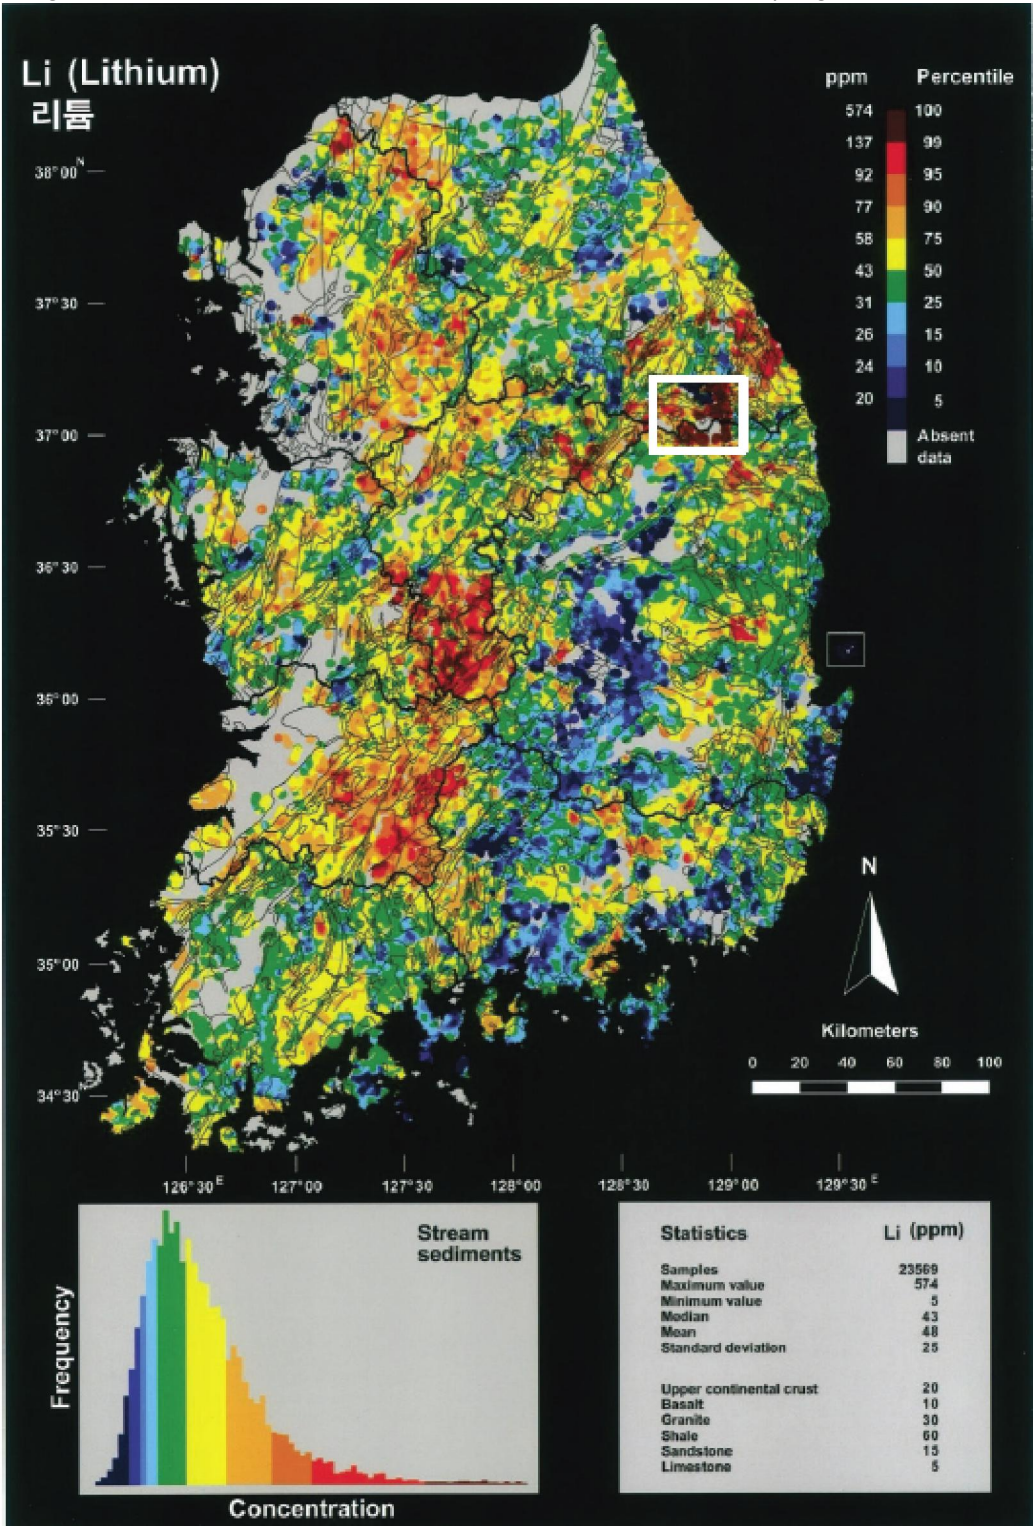 Li (Lithium)
리튬
ppm Percentile
574 100
137 99
92 95
77 90
58 75
43 50
31 25
26 15
24 10
20 5
Absent
data
38°00'N
37°30
37°00
36°30
36°00
35°30
35°00
34°30'N
N
Kilometers
0 20 40 60 80 100
126°30'E 127°00 127°30 128°00 128°30 129°00 129°30'E
Stream
sediments
Frequency
Concentration
Statistics Li (ppm)
Samples 23569
Maximum value 574
Minimum value 5
Median 43
Mean 48
Standard deviation 25
Upper continental crust 20
Basalt 10
Granite 30
Shale 60
Sandstone 15
Limestone 5